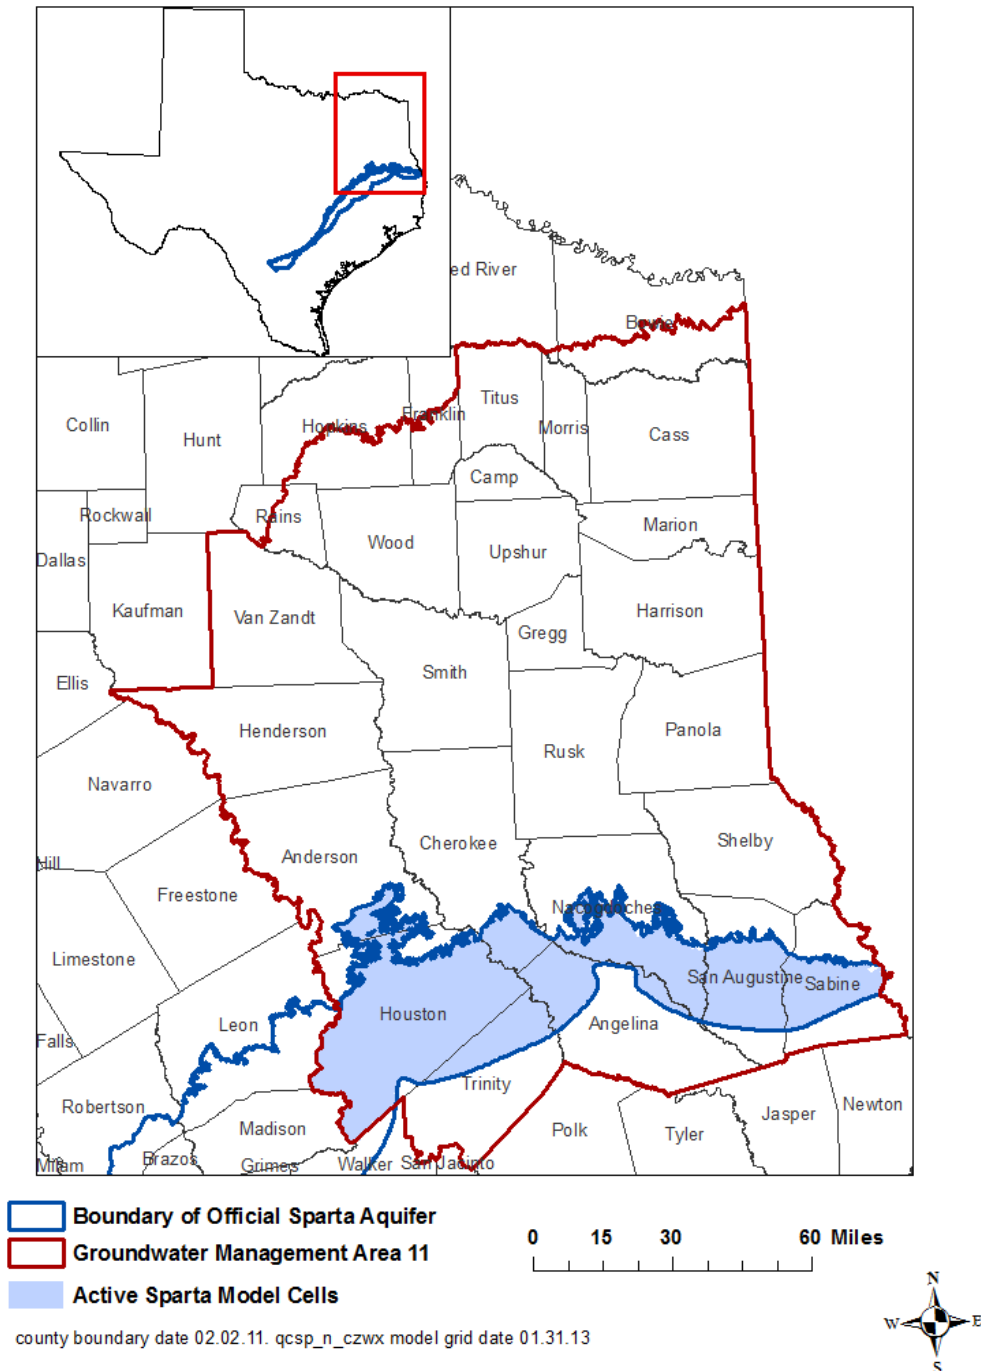 ed River
Bowie
Titus
Franklin
Hopkins
Collin
Hunt
Morris
Cass
Camp
Rockwall
Rains
Marion
Wood
Upshur
Dallas
Kaufman
Van Zandt
Harrison
Gregg
Smith
Ellis
Henderson
Panola
Rusk
Navarro
Cherokee
Shelby
Anderson
Hill
Freestone
Nacogdoches
Limestone
San Augustine
Sabine
Houston
Leon
Angelina
Falls
Trinity
Robertson
Newton
Jasper
Madison
Polk
Tyler
Milam
Brazos
Grimes
Walker
San Jacinto
Boundary of Official Sparta Aquifer
Groundwater Management Area 11
Active Sparta Model Cells
0 15 30 60 Miles
county boundary date 02.02.11. qcsp_n_czwx model grid date 01.31.13
N
W E
S